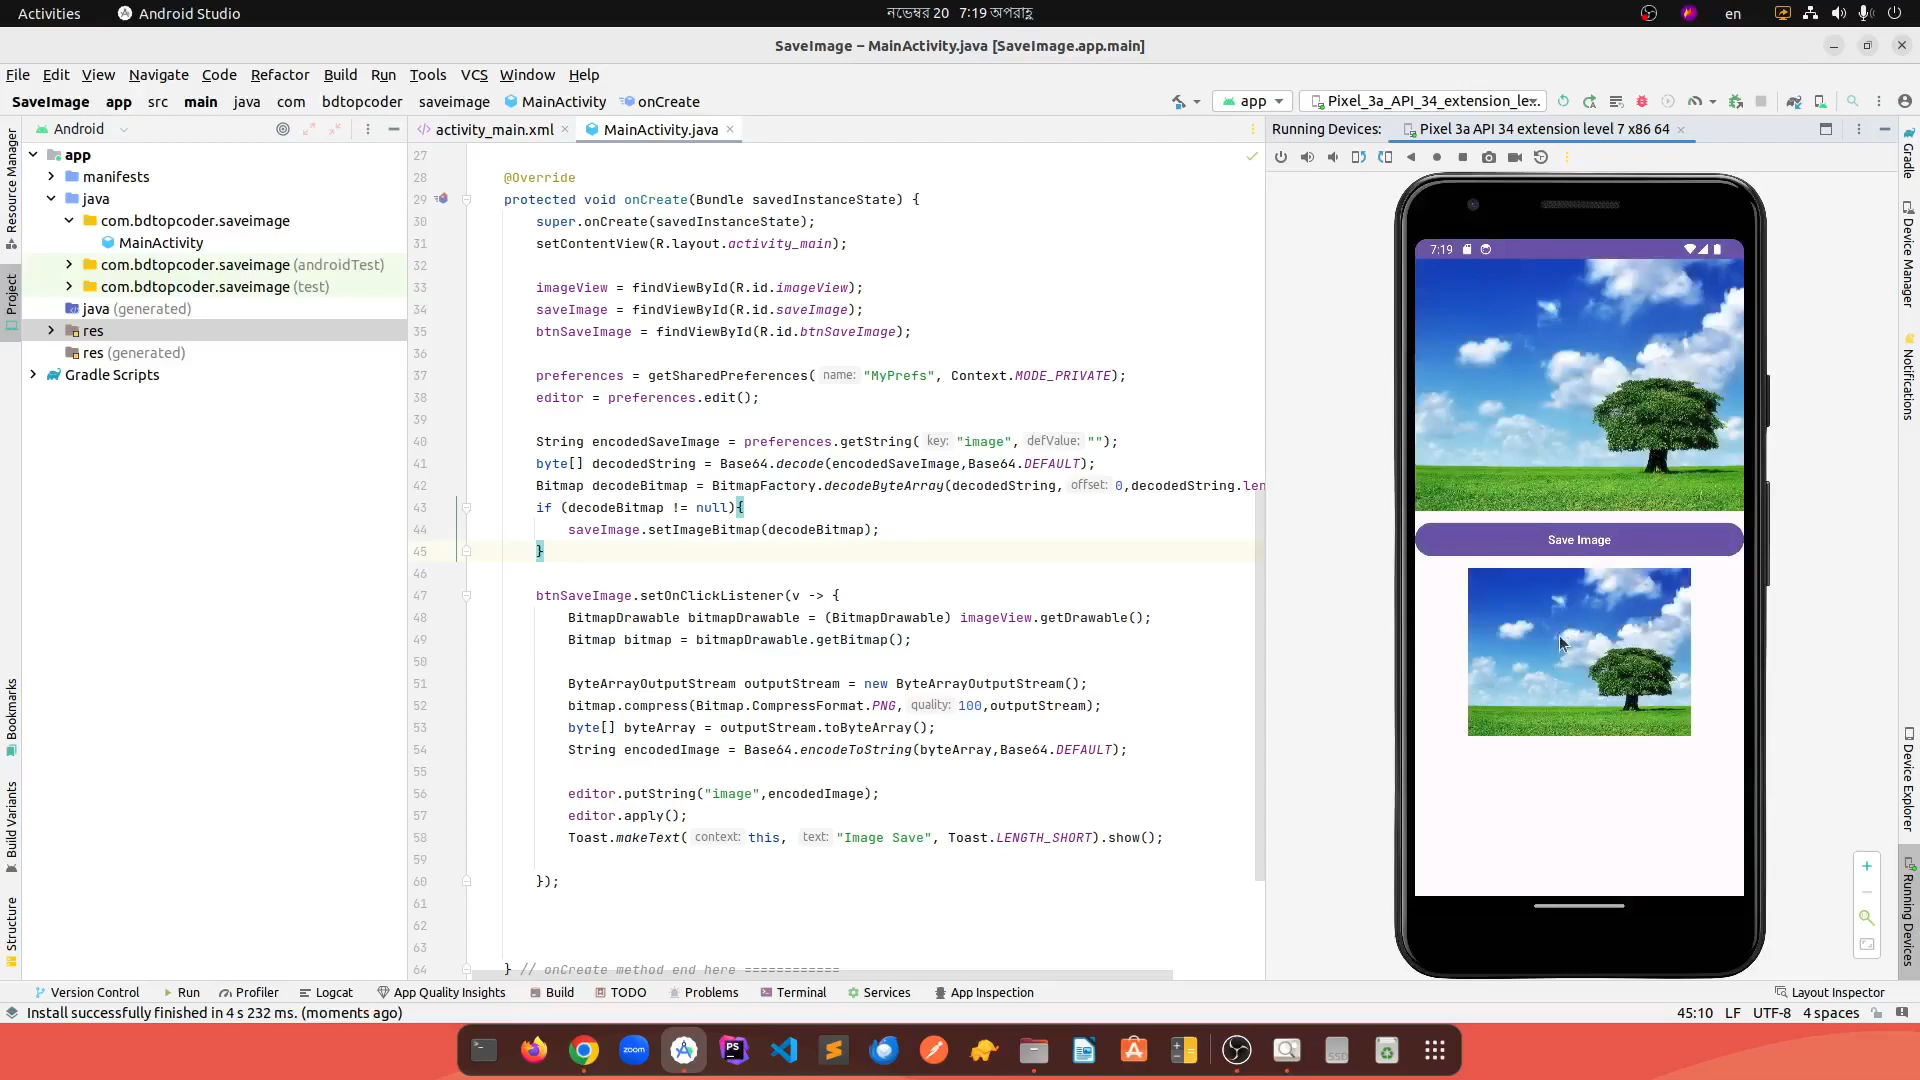 Activities
Android Studio
নভেম্বর 20 7:19 অপরাহ্ণ
en
SaveImage – MainActivity.java [SaveImage.app.main]
File Edit View Navigate Code Refactor Build Run Tools VCS Window Help
SaveImage app src main java com bdtopcoder saveimage MainActivity onCreate
app
Pixel_3a_API_34_extension_le..
Android
activity_main.xml
MainActivity.java
Running Devices:
Pixel 3a API 34 extension level 7 x86 64
Resource Manager
Project
Bookmarks
Build Variants
Structure
app
manifests
java
com.bdtopcoder.saveimage
MainActivity
com.bdtopcoder.saveimage (androidTest)
com.bdtopcoder.saveimage (test)
java (generated)
res
res (generated)
Gradle Scripts
27
28 @Override
29 protected void onCreate(Bundle savedInstanceState) {
30 super.onCreate(savedInstanceState);
31 setContentView(R.layout.activity_main);
32
33 imageView = findViewById(R.id.imageView);
34 saveImage = findViewById(R.id.saveImage);
35 btnSaveImage = findViewById(R.id.btnSaveImage);
36
37 preferences = getSharedPreferences( name: "MyPrefs", Context.MODE_PRIVATE);
38 editor = preferences.edit();
39
40 String encodedSaveImage = preferences.getString( key: "image", defValue: "");
41 byte[] decodedString = Base64.decode(encodedSaveImage,Base64.DEFAULT);
42 Bitmap decodeBitmap = BitmapFactory.decodeByteArray(decodedString, offset: 0,decodedString.len
43 if (decodeBitmap != null){
44 saveImage.setImageBitmap(decodeBitmap);
45 }
46
47 btnSaveImage.setOnClickListener(v -> {
48 BitmapDrawable bitmapDrawable = (BitmapDrawable) imageView.getDrawable();
49 Bitmap bitmap = bitmapDrawable.getBitmap();
50
51 ByteArrayOutputStream outputStream = new ByteArrayOutputStream();
52 bitmap.compress(Bitmap.CompressFormat.PNG, quality: 100,outputStream);
53 byte[] byteArray = outputStream.toByteArray();
54 String encodedImage = Base64.encodeToString(byteArray,Base64.DEFAULT);
55
56 editor.putString("image",encodedImage);
57 editor.apply();
58 Toast.makeText( context: this, text: "Image Save", Toast.LENGTH_SHORT).show();
59
60 });
61
62
63
64 } // onCreate method end here ============
7:19
Save Image
Gradle
Device Manager
Notifications
Device Explorer
Running Devices
Version Control Run Profiler Logcat App Quality Insights Build TODO Problems Terminal Services App Inspection Layout Inspector
Install successfully finished in 4 s 232 ms. (moments ago)
45:10 LF UTF-8 4 spaces
zoom
PS
SSD